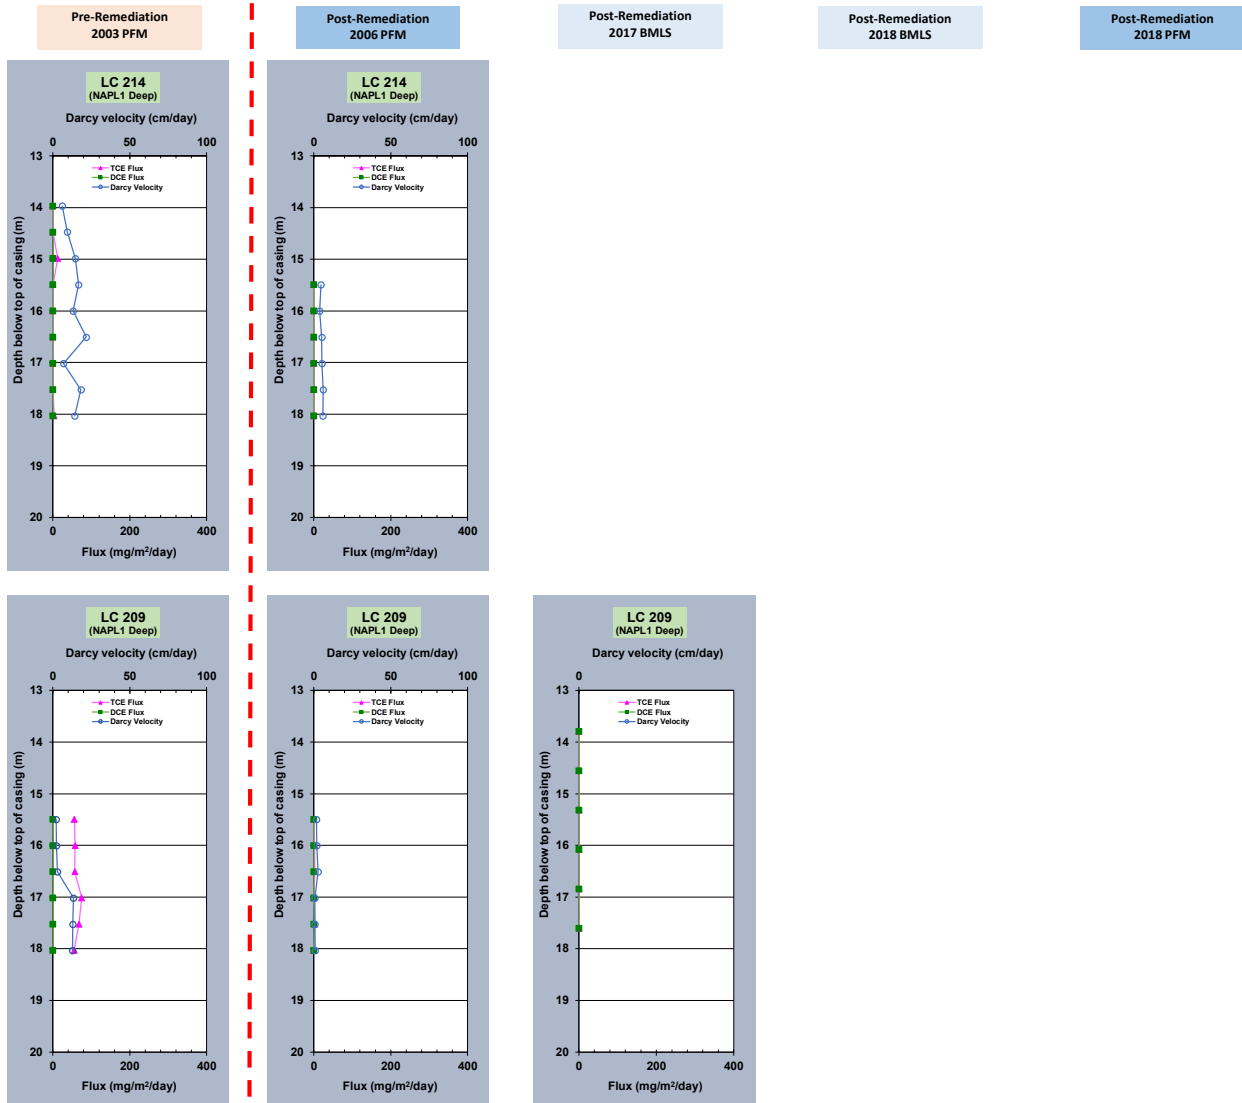 Pre-Remediation
2003 PFM
Post-Remediation
2006 PFM
Post-Remediation
2017 BMLS
Post-Remediation
2018 BMLS
Post-Remediation
2018 PFM
LC 214
(NAPL1 Deep)
Darcy velocity (cm/day)
0 50 100
TCE Flux
DCE Flux
Darcy Velocity
Depth below top of casing (m)
13
14
15
16
17
18
19
20
0 200 400
Flux (mg/m²/day)
LC 214
(NAPL1 Deep)
Darcy velocity (cm/day)
0 50 100
TCE Flux
DCE Flux
Darcy Velocity
Depth below top of casing (m)
13
14
15
16
17
18
19
20
0 200 400
Flux (mg/m²/day)
LC 209
(NAPL1 Deep)
Darcy velocity (cm/day)
0 50 100
TCE Flux
DCE Flux
Darcy Velocity
Depth below top of casing (m)
13
14
15
16
17
18
19
20
0 200 400
Flux (mg/m²/day)
LC 209
(NAPL1 Deep)
Darcy velocity (cm/day)
0 50 100
TCE Flux
DCE Flux
Darcy Velocity
Depth below top of casing (m)
13
14
15
16
17
18
19
20
0 200 400
Flux (mg/m²/day)
LC 209
(NAPL1 Deep)
Darcy velocity (cm/day)
0 50 100
TCE Flux
DCE Flux
Darcy Velocity
Depth below top of casing (m)
13
14
15
16
17
18
19
20
0 200 400
Flux (mg/m²/day)